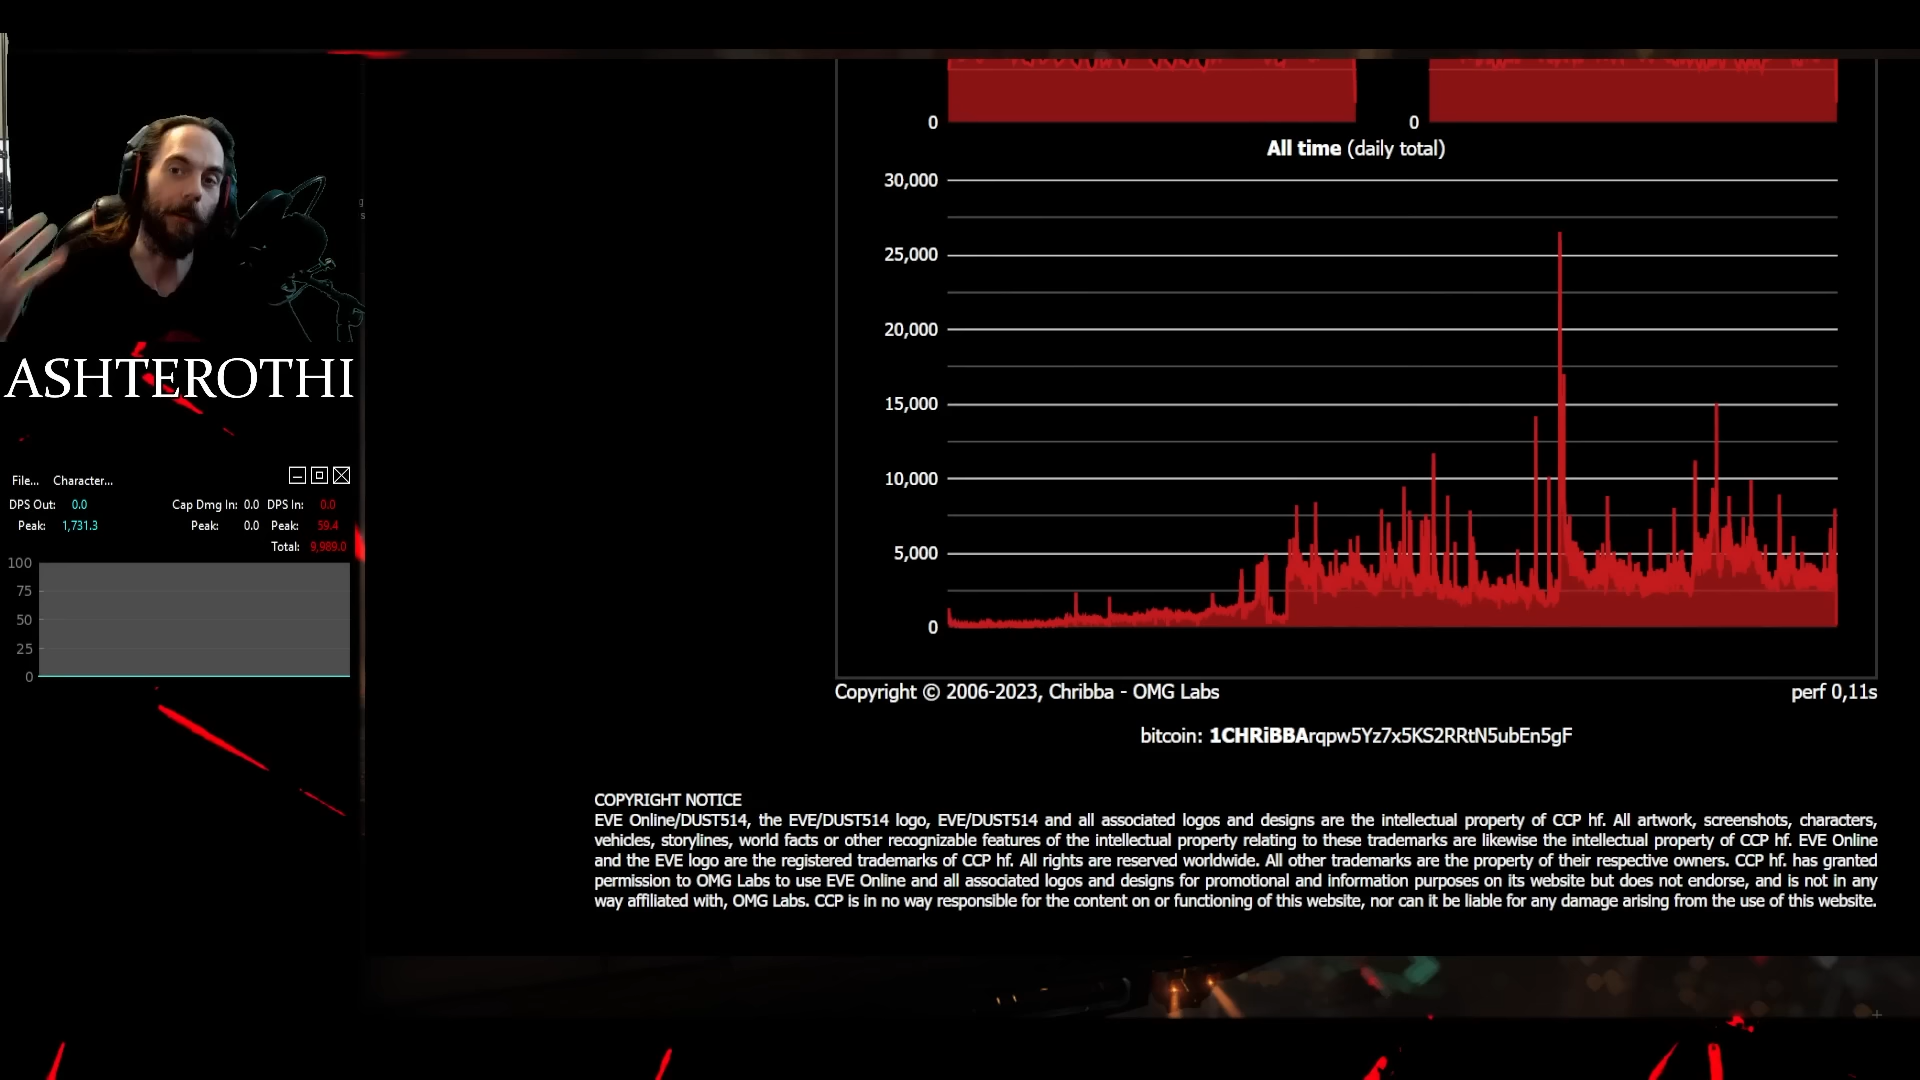 0
0
All time (daily total)
30,000
25,000
20,000
15,000
10,000
5,000
0
Copyright © 2006-2023, Chribba - OMG Labs
perf 0,11s
bitcoin: 1CHRiBBArqpw5Yz7x5KS2RRtN5ubEn5gF
COPYRIGHT NOTICE
EVE Online/DUST514, the EVE/DUST514 logo, EVE/DUST514 and all associated logos and designs are the intellectual property of CCP hf. All artwork, screenshots, characters,
vehicles, storylines, world facts or other recognizable features of the intellectual property relating to these trademarks are likewise the intellectual property of CCP hf. EVE Online
and the EVE logo are the registered trademarks of CCP hf. All rights are reserved worldwide. All other trademarks are the property of their respective owners. CCP hf. has granted
permission to OMG Labs to use EVE Online and all associated logos and designs for promotional and information purposes on its website but does not endorse, and is not in any
way affiliated with, OMG Labs. CCP is in no way responsible for the content on or functioning of this website, nor can it be liable for any damage arising from the use of this website.
ASHTEROTHI
File... Character...
DPS Out: 0.0 Cap Dmg In: 0.0 DPS In: 0.0
Peak: 1,731.3 Peak: 0.0 Peak: 59.4
Total: 9,989.0
100
75
50
25
0